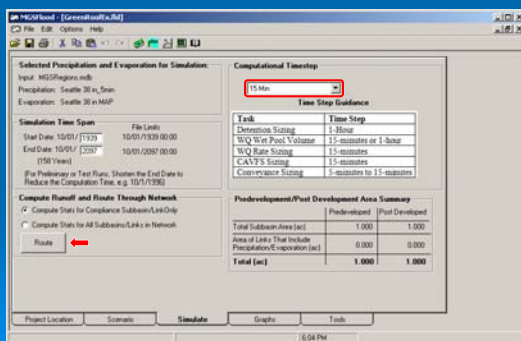 MGSFlood - [GreenRoofEx.fld]
File Edit Options Help
Selected Precipitation and Evaporation for Simulation:
Input: MGSRegions.mdb
Precipitation: Seattle 38 in_5min
Evaporation: Seattle 38 in MAP
Simulation Time Span
File Limits
Start Date: 10/01/ 1939 10/01/1939 00:00
End Date: 10/01/ 2097 10/01/2097 00:00
(158 Years)
(For Preliminary or Test Runs, Shorten the End Date to
Reduce the Computation Time, e.g. 10/1/1996)
Compute Runoff and Route Through Network
Compute Stats for Compliance Subbasin/Link Only
Compute Stats for All Subbasins/Links in Network
Route
Computational Timestep
15 Min
Time Step Guidance
Task Time Step
Detention Sizing 1-Hour
WQ Wet Pool Volume 15-minutes or 1-hour
WQ Rate Sizing 15-minutes
CAVFS Sizing 15-minutes
Conveyance Sizing 5-minutes to 15-minutes
Predevelopment/Post Development Area Summary
Predeveloped Post Developed
Total Subbasin Area (ac) 1.000 1.000
Area of Links That Include
Precipitation/Evaporation (ac) 0.000 0.000
Total (ac) 1.000 1.000
Project Location Scenario Simulate Graphs Tools
6:04 PM